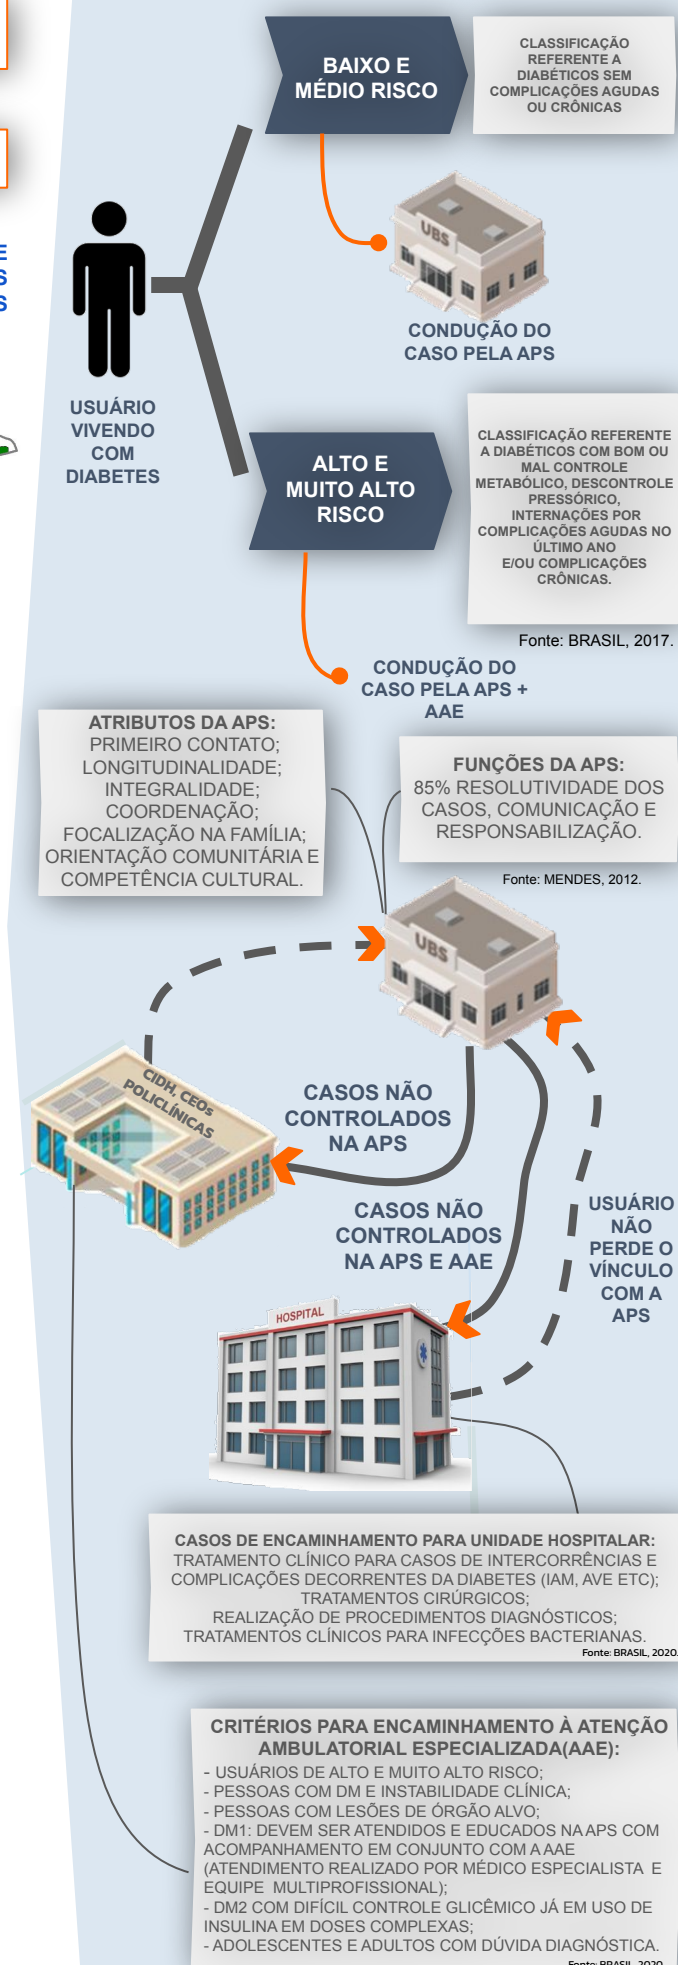 BAIXO E
MÉDIO RISCO
CLASSIFICAÇÃO
REFERENTE A
DIABÉTICOS SEM
COMPLICAÇÕES AGUDAS
OU CRÔNICAS
E
S
S
UBS
CONDUÇÃO DO
CASO PELA APS
USUÁRIO
VIVENDO
COM
DIABETES
ALTO E
MUITO ALTO
RISCO
CLASSIFICAÇÃO REFERENTE
A DIABÉTICOS COM BOM OU
MAL CONTROLE
METABÓLICO, DESCONTROLE
PRESSÓRICO,
INTERNAÇÕES POR
COMPLICAÇÕES AGUDAS NO
ÚLTIMO ANO
E/OU COMPLICAÇÕES
CRÔNICAS.
Fonte: BRASIL, 2017.
CONDUÇÃO DO
CASO PELA APS +
AAE
ATRIBUTOS DA APS:
PRIMEIRO CONTATO;
LONGITUDINALIDADE;
INTEGRALIDADE;
COORDENAÇÃO;
FOCALIZAÇÃO NA FAMÍLIA;
ORIENTAÇÃO COMUNITÁRIA E
COMPETÊNCIA CULTURAL.
FUNÇÕES DA APS:
85% RESOLUTIVIDADE DOS
CASOS, COMUNICAÇÃO E
RESPONSABILIZAÇÃO.
Fonte: MENDES, 2012.
UBS
CIDH, CEOs
POLICLÍNICAS
CASOS NÃO
CONTROLADOS
NA APS
CASOS NÃO
CONTROLADOS
NA APS E AAE
USUÁRIO
NÃO
PERDE O
VÍNCULO
COM A
APS
HOSPITAL
CASOS DE ENCAMINHAMENTO PARA UNIDADE HOSPITALAR:
TRATAMENTO CLÍNICO PARA CASOS DE INTERCORRÊNCIAS E
COMPLICAÇÕES DECORRENTES DA DIABETES (IAM, AVE ETC);
TRATAMENTOS CIRÚRGICOS;
REALIZAÇÃO DE PROCEDIMENTOS DIAGNÓSTICOS;
TRATAMENTOS CLÍNICOS PARA INFECÇÕES BACTERIANAS.
Fonte: BRASIL, 2020.
CRITÉRIOS PARA ENCAMINHAMENTO À ATENÇÃO
AMBULATORIAL ESPECIALIZADA(AAE):
- USUÁRIOS DE ALTO E MUITO ALTO RISCO;
- PESSOAS COM DM E INSTABILIDADE CLÍNICA;
- PESSOAS COM LESÕES DE ÓRGÃO ALVO;
- DM1: DEVEM SER ATENDIDOS E EDUCADOS NA APS COM
ACOMPANHAMENTO EM CONJUNTO COM A AAE
(ATENDIMENTO REALIZADO POR MÉDICO ESPECIALISTA E
EQUIPE MULTIPROFISSIONAL);
- DM2 COM DIFÍCIL CONTROLE GLICÊMICO JÁ EM USO DE
INSULINA EM DOSES COMPLEXAS;
- ADOLESCENTES E ADULTOS COM DÚVIDA DIAGNÓSTICA.
Fonte: BRASIL, 2020